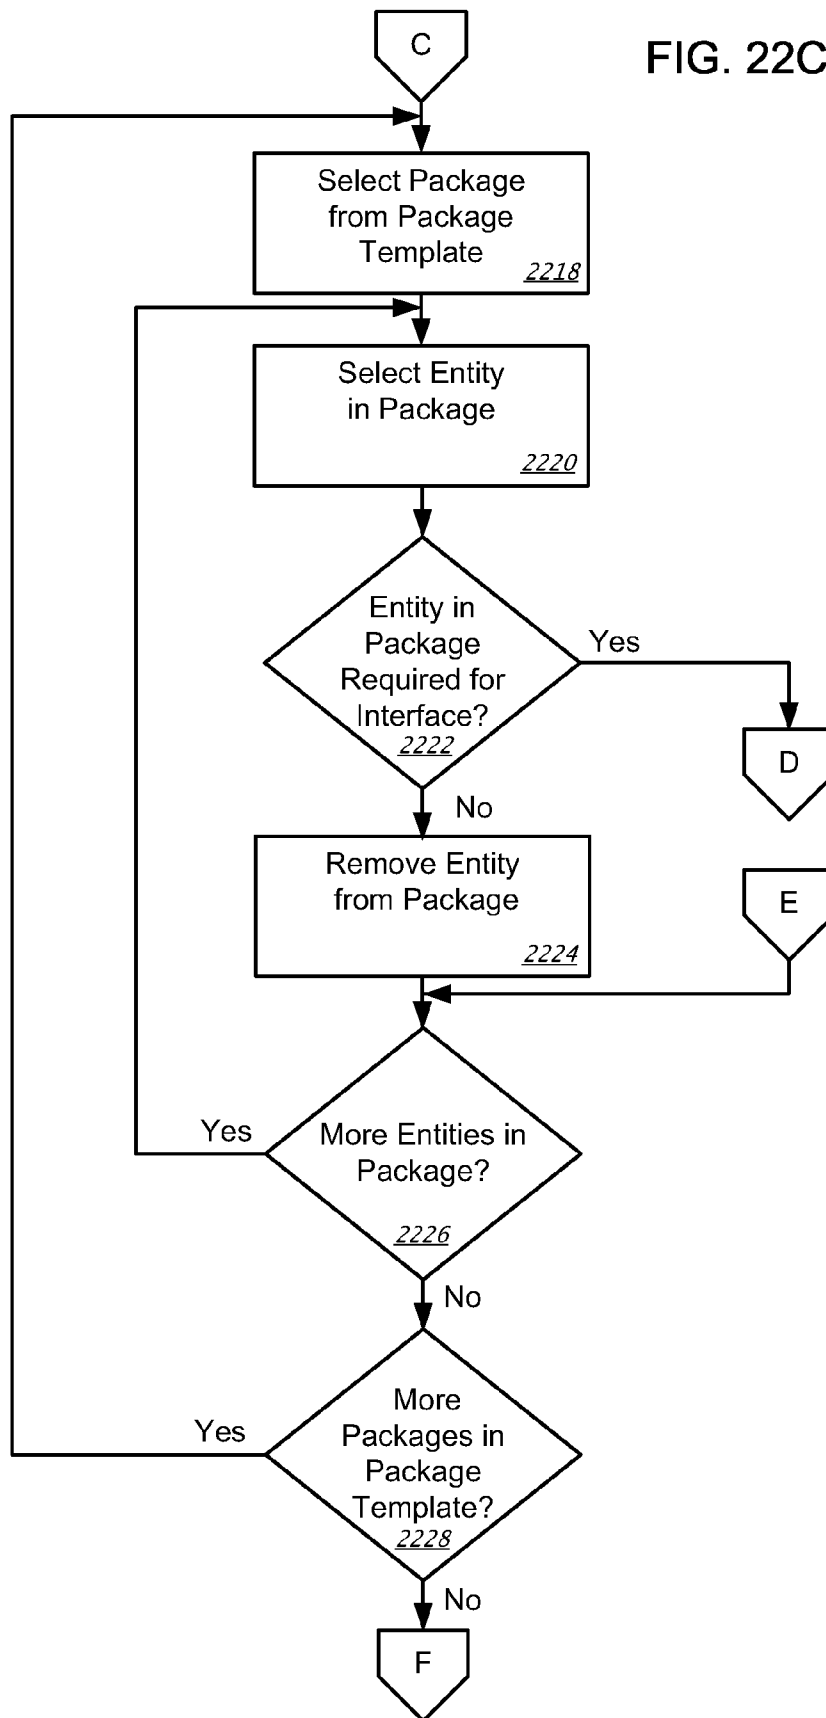 C
FIG. 22C
Select Package
from Package
Template
2218
Select Entity
in Package
2220
Entity in
Package
Required for
Interface?
2222
Yes
D
No
Remove Entity
from Package
2224
E
Yes
More Entities in
Package?
2226
No
Yes
More
Packages in
Package
Template?
2228
No
F